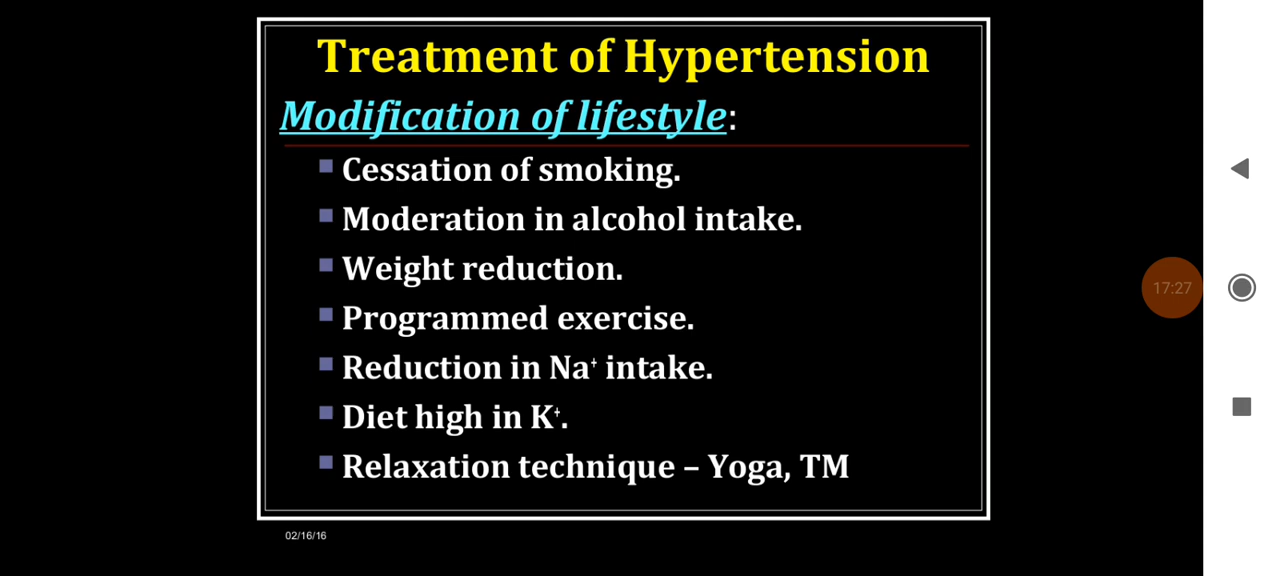 Treatment of Hypertension
Modification of lifestyle:
Cessation of smoking.
Moderation in alcohol intake.
Weight reduction.
Programmed exercise.
Reduction in Na⁺ intake.
Diet high in K⁺.
Relaxation technique – Yoga, TM
17:27
02/16/16